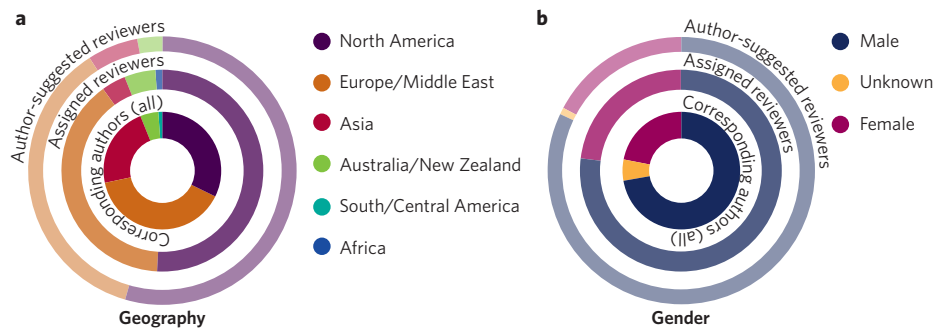 a
Author-suggested reviewers
Assigned reviewers
Corresponding authors (all)
North America
Europe/Middle East
Asia
Australia/New Zealand
South/Central America
Africa
Geography
b
Author-suggested reviewers
Assigned reviewers
Corresponding authors (all)
Male
Unknown
Female
Gender